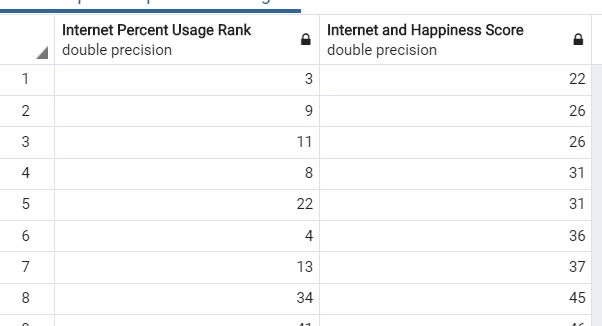 Internet Percent Usage Rank Internet and Happiness Score
double precision double precision
1 3 22
2 9 26
3 11 26
4 8 31
5 22 31
6 4 36
7 13 37
8 34 45